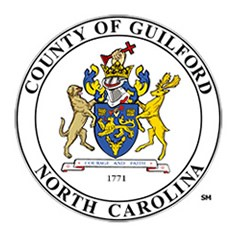 COUNTY OF GUILFORD
COURAGE AND FAITH
1771
NORTH CAROLINA
SM